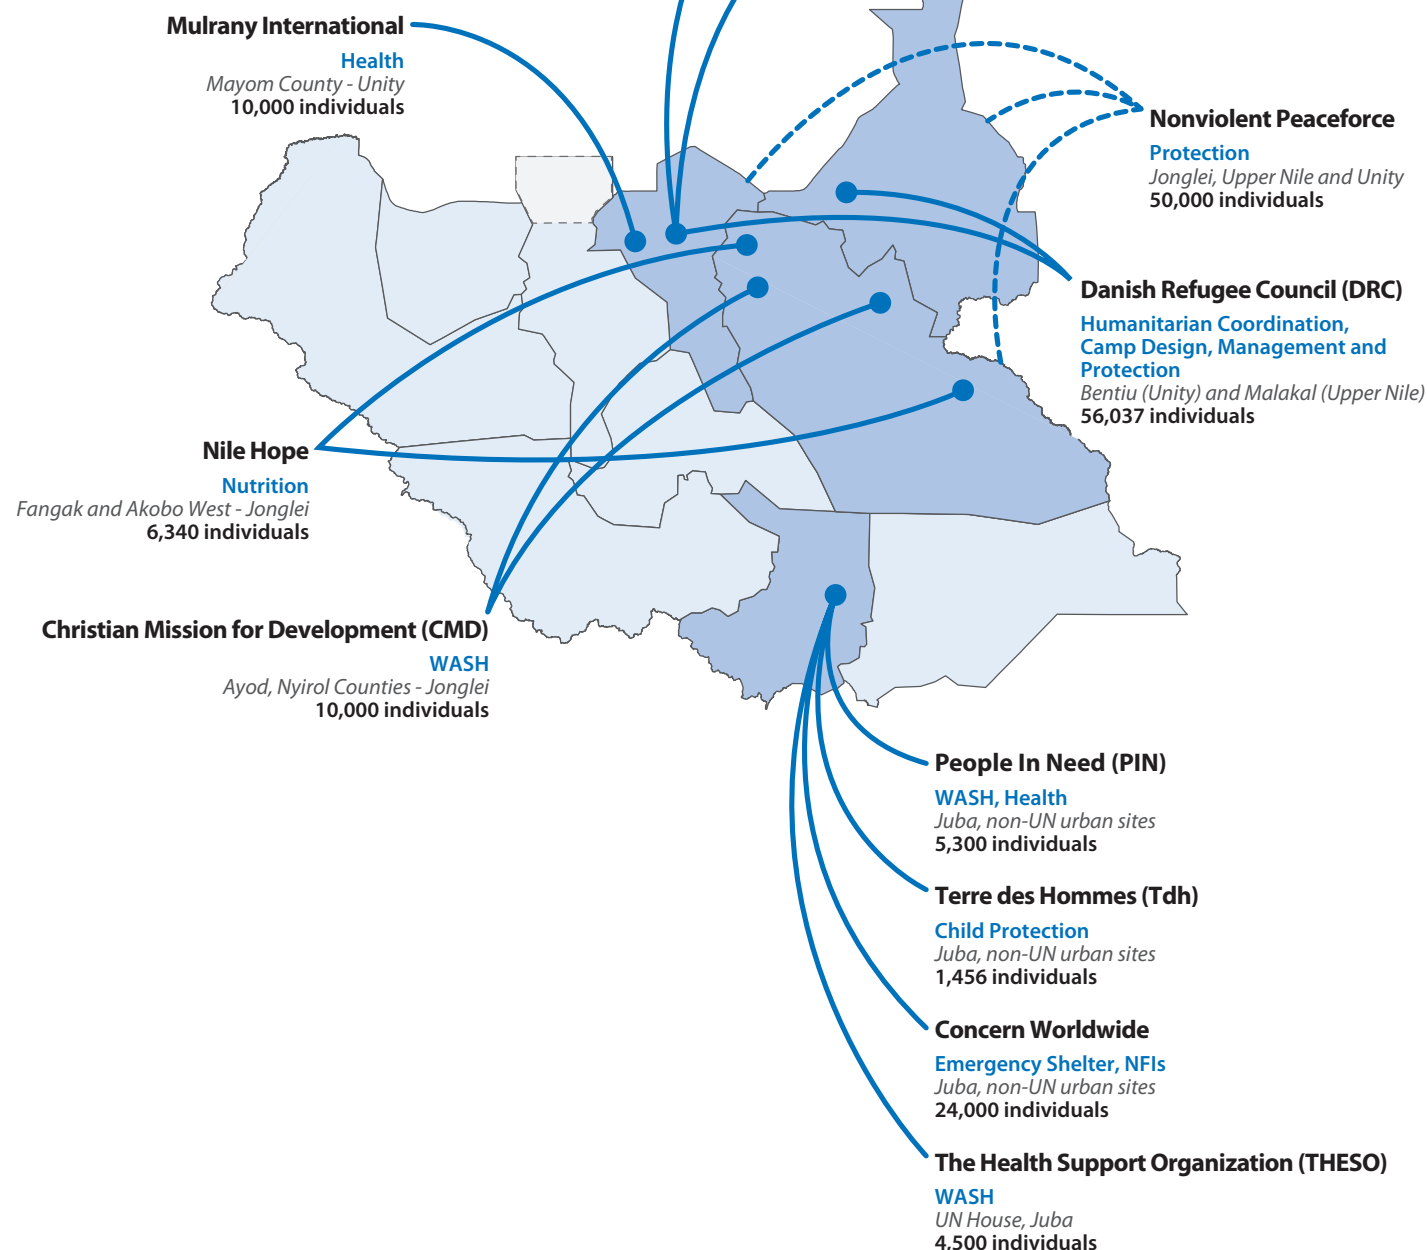 Mulrany International
Health
Mayom County - Unity
10,000 individuals
Nonviolent Peaceforce
Protection
Jonglei, Upper Nile and Unity
50,000 individuals
Danish Refugee Council (DRC)
Humanitarian Coordination,
Camp Design, Management and
Protection
Bentiu (Unity) and Malakal (Upper Nile)
56,037 individuals
Nile Hope
Nutrition
Fangak and Akobo West - Jonglei
6,340 individuals
Christian Mission for Development (CMD)
WASH
Ayod, Nyirol Counties - Jonglei
10,000 individuals
People In Need (PIN)
WASH, Health
Juba, non-UN urban sites
5,300 individuals
Terre des Hommes (Tdh)
Child Protection
Juba, non-UN urban sites
1,456 individuals
Concern Worldwide
Emergency Shelter, NFIs
Juba, non-UN urban sites
24,000 individuals
The Health Support Organization (THESO)
WASH
UN House, Juba
4,500 individuals